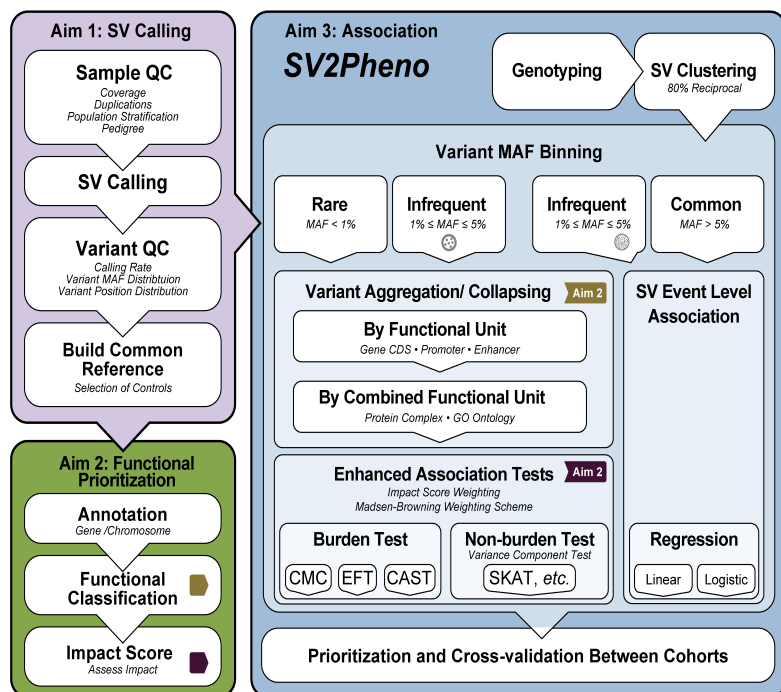 Aim 1: SV Calling
Sample QC
Coverage
Duplications
Population Stratification
Pedigree
SV Calling
Variant QC
Calling Rate
Variant MAF Distribtuion
Variant Position Distribution
Build Common
Reference
Selection of Controls
Aim 2: Functional
Prioritization
Annotation
Gene /Chromosome
Functional
Classification
Impact Score
Assess Impact
Aim 3: Association
SV2Pheno
Genotyping
SV Clustering
80% Reciprocal
Variant MAF Binning
Rare
MAF < 1%
Infrequent
1% ≤ MAF ≤ 5%
Infrequent
1% ≤ MAF ≤ 5%
Common
MAF > 5%
Variant Aggregation/ Collapsing
Aim 2
By Functional Unit
Gene CDS • Promoter • Enhancer
By Combined Functional Unit
Protein Complex • GO Ontology
SV Event Level
Association
Enhanced Association Tests
Aim 2
Impact Score Weighting
Madsen-Browning Weighting Scheme
Burden Test
CMC
EFT
CAST
Non-burden Test
Variance Component Test
SKAT, etc.
Regression
Linear
Logistic
Prioritization and Cross-validation Between Cohorts